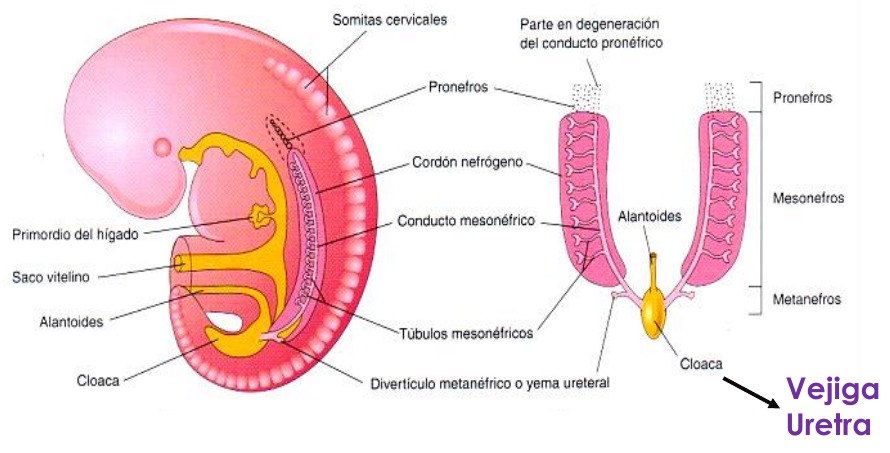 Somitas cervicales
Parte en degeneración
del conducto pronéfrico
Pronefros
Pronefros
Cordón nefrógeno
Mesonefros
Conducto mesonéfrico
Alantoides
Primordio del hígado
Saco vitelino
Metanefros
Alantoides
Túbulos mesonéfricos
Cloaca
Cloaca
Divertículo metanéfrico o yema ureteral
Vejiga
Uretra